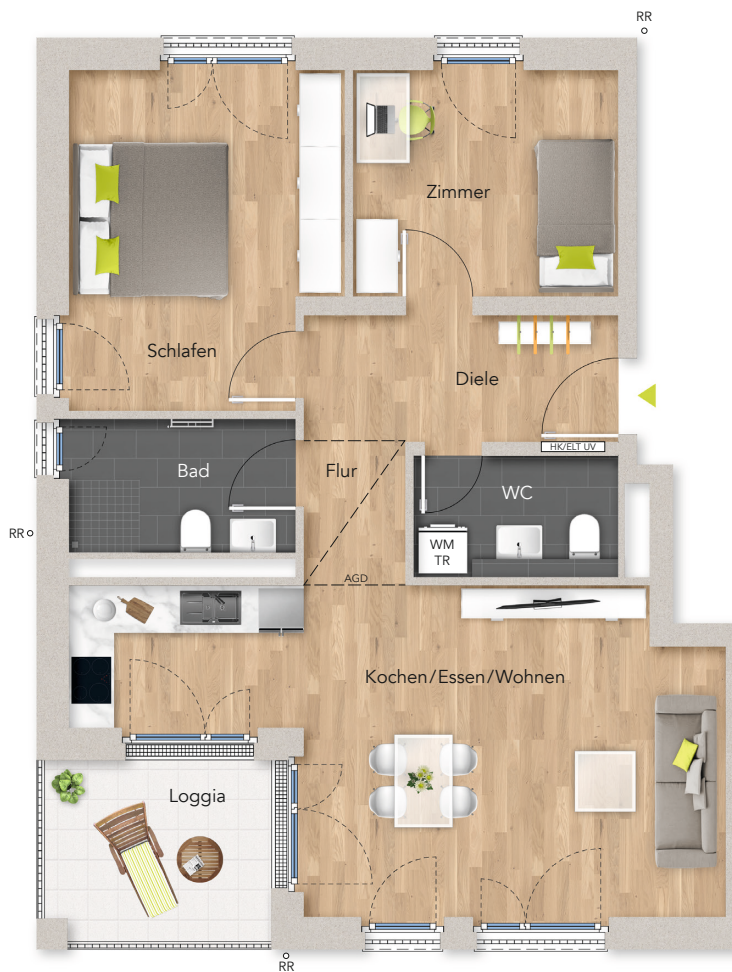 RR
Zimmer
Schlafen
Diele
HK/ELT UV
Bad
Flur
WC
RR
WM
TR
AGD
Kochen/Essen/Wohnen
Loggia
RR